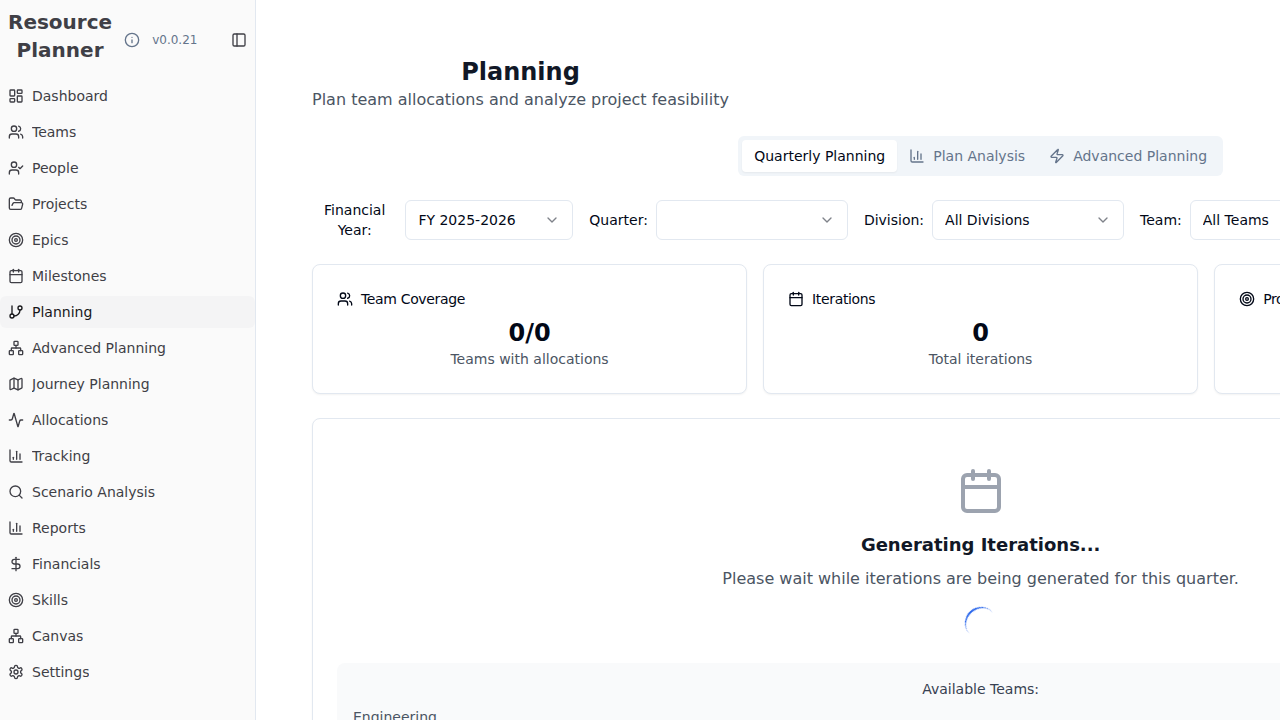 Resource
Planner
v0.0.21
Dashboard
Teams
People
Projects
Epics
Milestones
Planning
Advanced Planning
Journey Planning
Allocations
Tracking
Scenario Analysis
Reports
Financials
Skills
Canvas
Settings
Planning
Plan team allocations and analyze project feasibility
Quarterly Planning Plan Analysis Advanced Planning
Financial
Year:
FY 2025-2026 Quarter: Division: All Divisions Team: All Teams
Team Coverage
0/0
Teams with allocations
Iterations
0
Total iterations
Generating Iterations...
Please wait while iterations are being generated for this quarter.
Available Teams:
Engineering